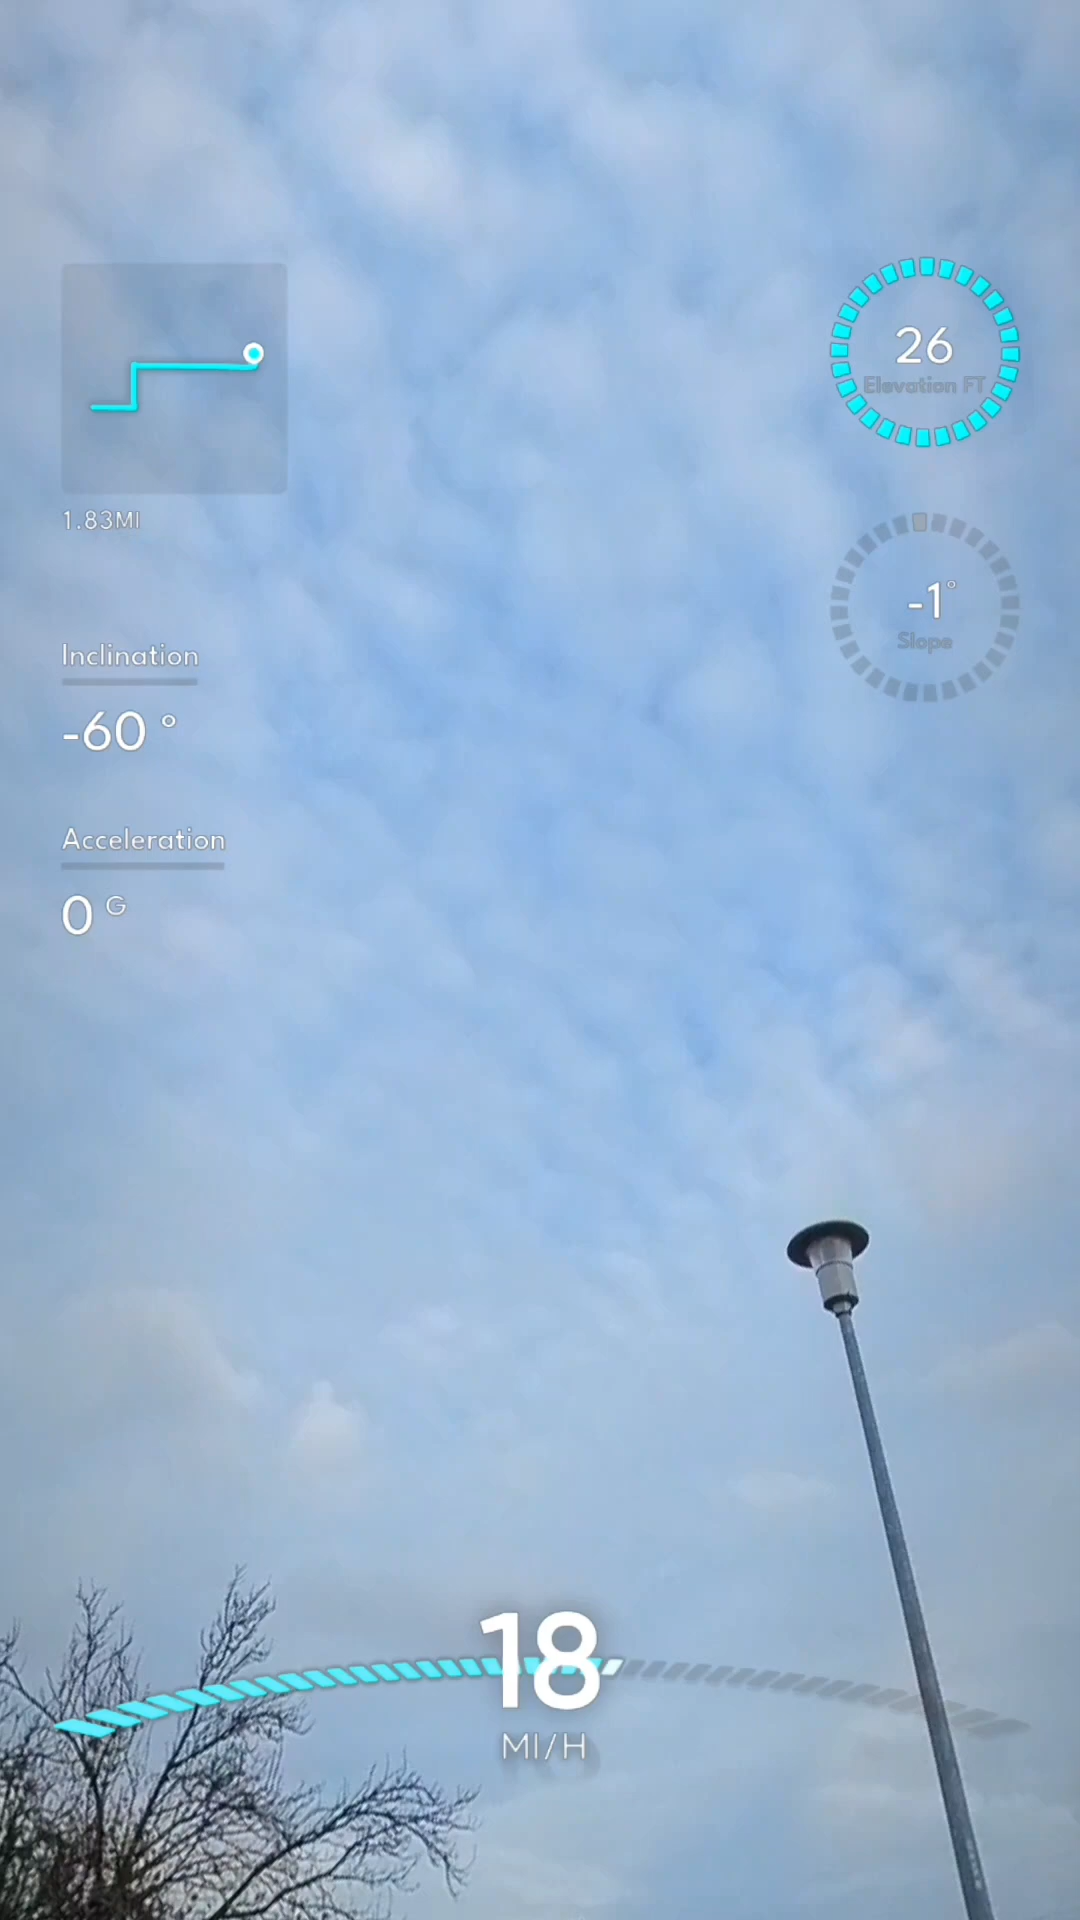 26
Elevation FT
1.83MI
-1°
Slope
Inclination
-60 °
Acceleration
0 G
18
MI/H